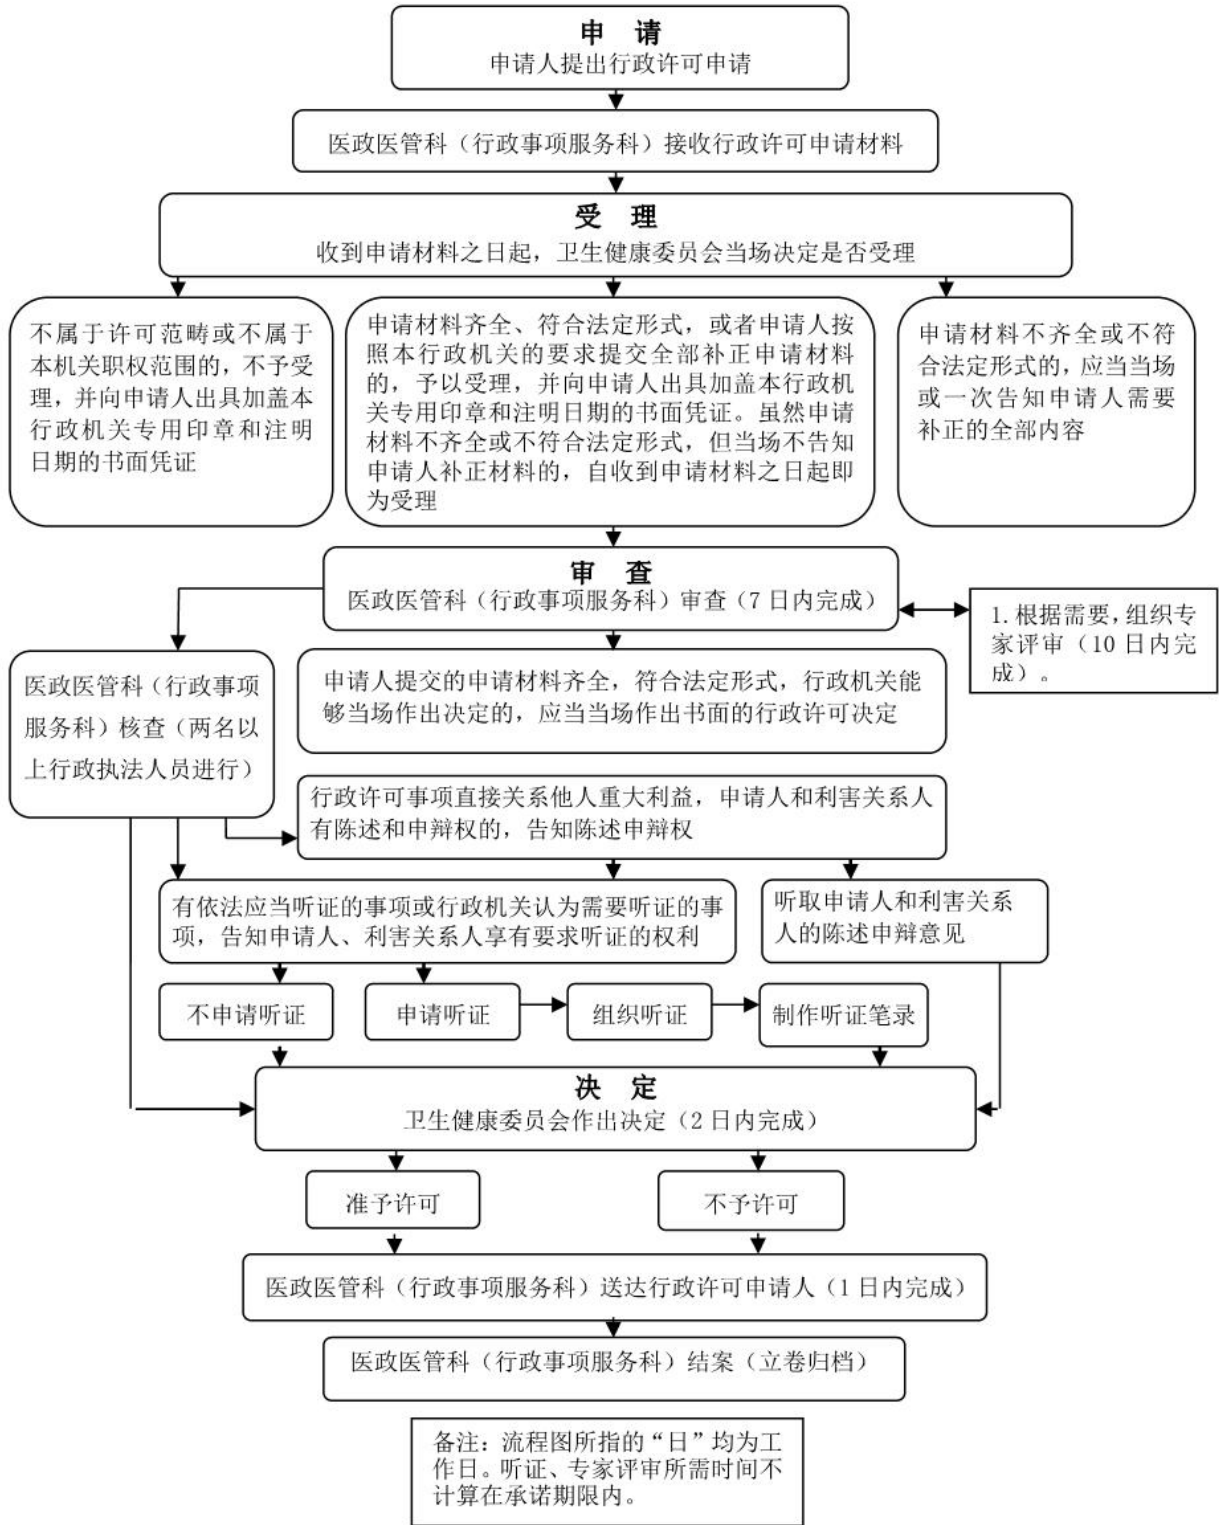 申 请
申请人提出行政许可申请
医政医管科（行政事项服务科）接收行政许可申请材料
受 理
收到申请材料之日起，卫生健康委员会当场决定是否受理
不属于许可范畴或不属于
本机关职权范围的，不予受
理，并向申请人出具加盖本
行政机关专用印章和注明
日期的书面凭证
申请材料齐全、符合法定形式，或者申请人按
照本行政机关的要求提交全部补正申请材料
的，予以受理，并向申请人出具加盖本行政机
关专用印章和注明日期的书面凭证。虽然申请
材料不齐全或不符合法定形式，但当场不告知
申请人补正材料的，自收到申请材料之日起即
为受理
申请材料不齐全或不符
合法定形式的，应当当场
或一次告知申请人需要
补正的全部内容
审 查
医政医管科（行政事项服务科）审查（7 日内完成）
1. 根据需要，组织专
家评审（10 日内完
成）。
医政医管科（行政事项
服务科）核查（两名以
上行政执法人员进行）
申请人提交的申请材料齐全，符合法定形式，行政机关能
够当场作出决定的，应当当场作出书面的行政许可决定
行政许可事项直接关系他人重大利益，申请人和利害关系人
有陈述和申辩权的，告知陈述申辩权
有依法应当听证的事项或行政机关认为需要听证的事
项，告知申请人、利害关系人享有要求听证的权利
听取申请人和利害关系
人的陈述申辩意见
不申请听证
申请听证
组织听证
制作听证笔录
决 定
卫生健康委员会作出决定（2 日内完成）
准予许可
不予许可
医政医管科（行政事项服务科）送达行政许可申请人（1 日内完成）
医政医管科（行政事项服务科）结案（立卷归档）
备注：流程图所指的“日”均为工
作日。听证、专家评审所需时间不
计算在承诺期限内。